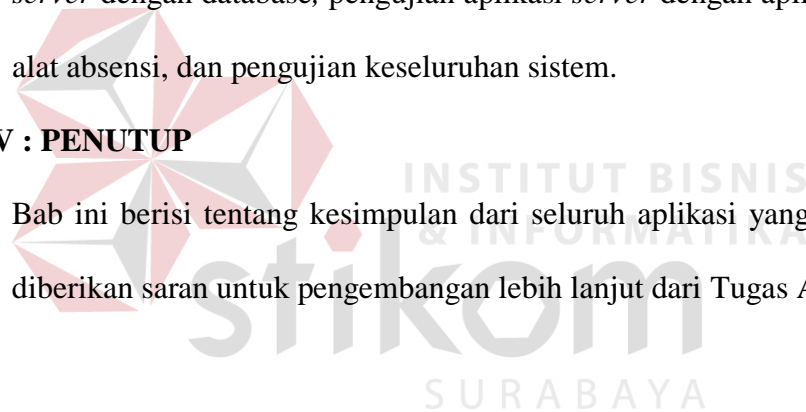 server dengan database, pengujian aplikasi server dengan
alat absensi, dan pengujian keseluruhan sistem.
V : PENUTUP
INSTITUT BISNIS
Bab ini berisi tentang kesimpulan dari seluruh aplikasi yang
& INFORMATIKA
diberikan saran untuk pengembangan lebih lanjut dari Tugas A
stikom
SURABAYA